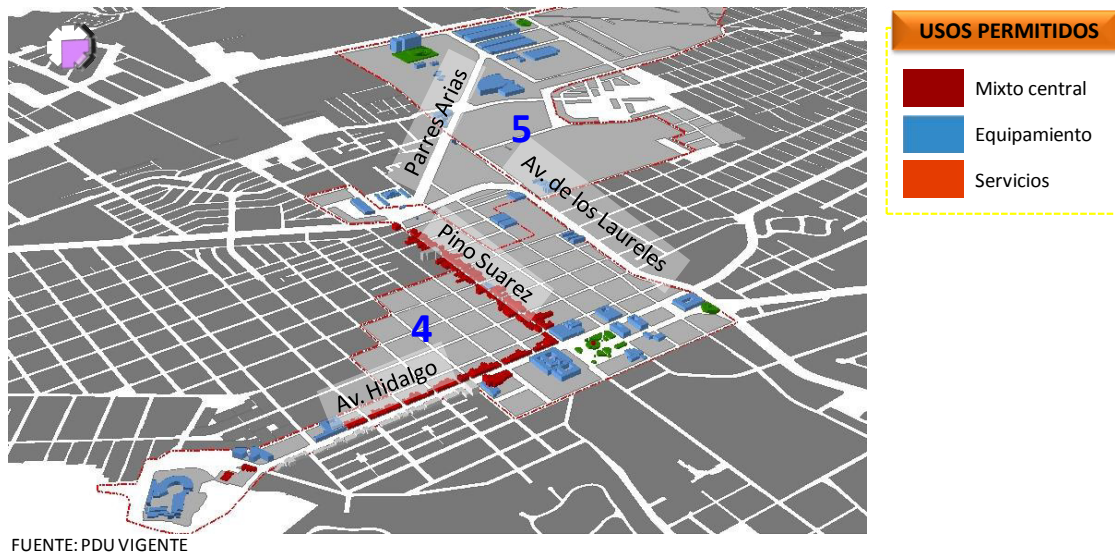 USOS PERMITIDOS
Mixto central
Equipamiento
Servicios
Parres Arias
5
Av. de los Laureles
Pino Suarez
4
Av. Hidalgo
FUENTE: PDU VIGENTE